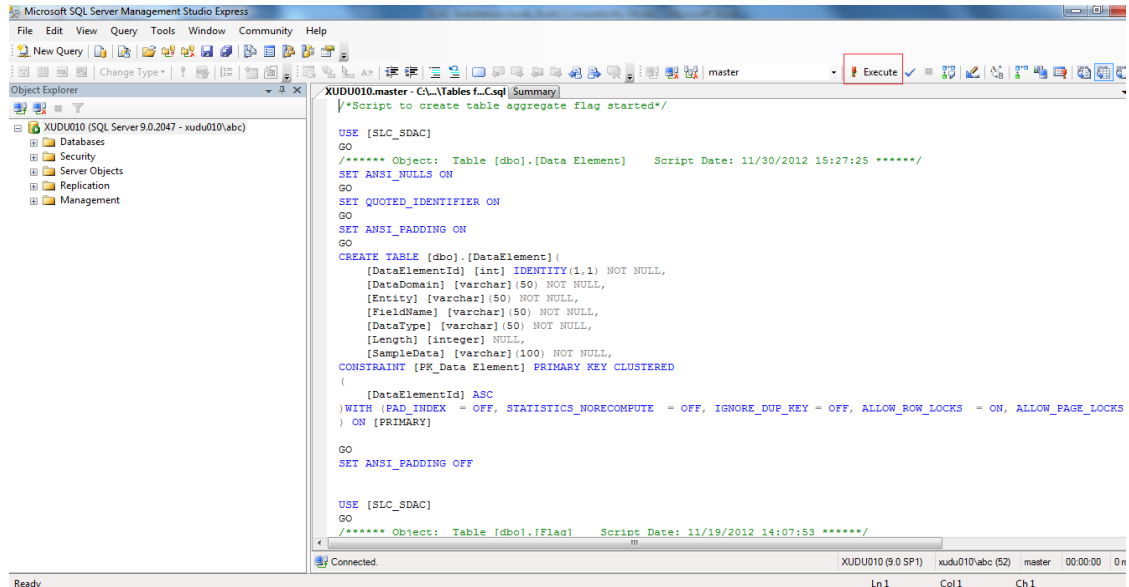 Microsoft SQL Server Management Studio Express
File Edit View Query Tools Window Community Help
New Query
Change Type master Execute
Object Explorer
XUDU010.master - C:\...\Tables f...C.sql Summary
XUDU010 (SQL Server 9.0.2047 - xudu010\abc)
Databases
Security
Server Objects
Replication
Management
/*Script to create table aggregate flag started*/
USE [SLC_SDAC]
GO
/****** Object: Table [dbo].[Data Element] Script Date: 11/30/2012 15:27:25 ******/
SET ANSI_NULLS ON
GO
SET QUOTED_IDENTIFIER ON
GO
SET ANSI_PADDING ON
GO
CREATE TABLE [dbo].[DataElement](
[DataElementId] [int] IDENTITY(1,1) NOT NULL,
[DataDomain] [varchar](50) NOT NULL,
[Entity] [varchar](50) NOT NULL,
[FieldName] [varchar](50) NOT NULL,
[DataType] [varchar](50) NOT NULL,
[Length] [integer] NULL,
[SampleData] [varchar](100) NOT NULL,
CONSTRAINT [PK_Data Element] PRIMARY KEY CLUSTERED
(
[DataElementId] ASC
)WITH (PAD_INDEX = OFF, STATISTICS_NORECOMPUTE = OFF, IGNORE_DUP_KEY = OFF, ALLOW_ROW_LOCKS = ON, ALLOW_PAGE_LOCKS
) ON [PRIMARY]
GO
SET ANSI_PADDING OFF
USE [SLC_SDAC]
GO
/****** Object: Table [dbo].[Flag] Script Date: 11/19/2012 14:07:53 ******/
Connected. XUDU010 (9.0 SP1) xudu010\abc (52) master 00:00:00 0 ro
Ready Ln 1 Col 1 Ch 1